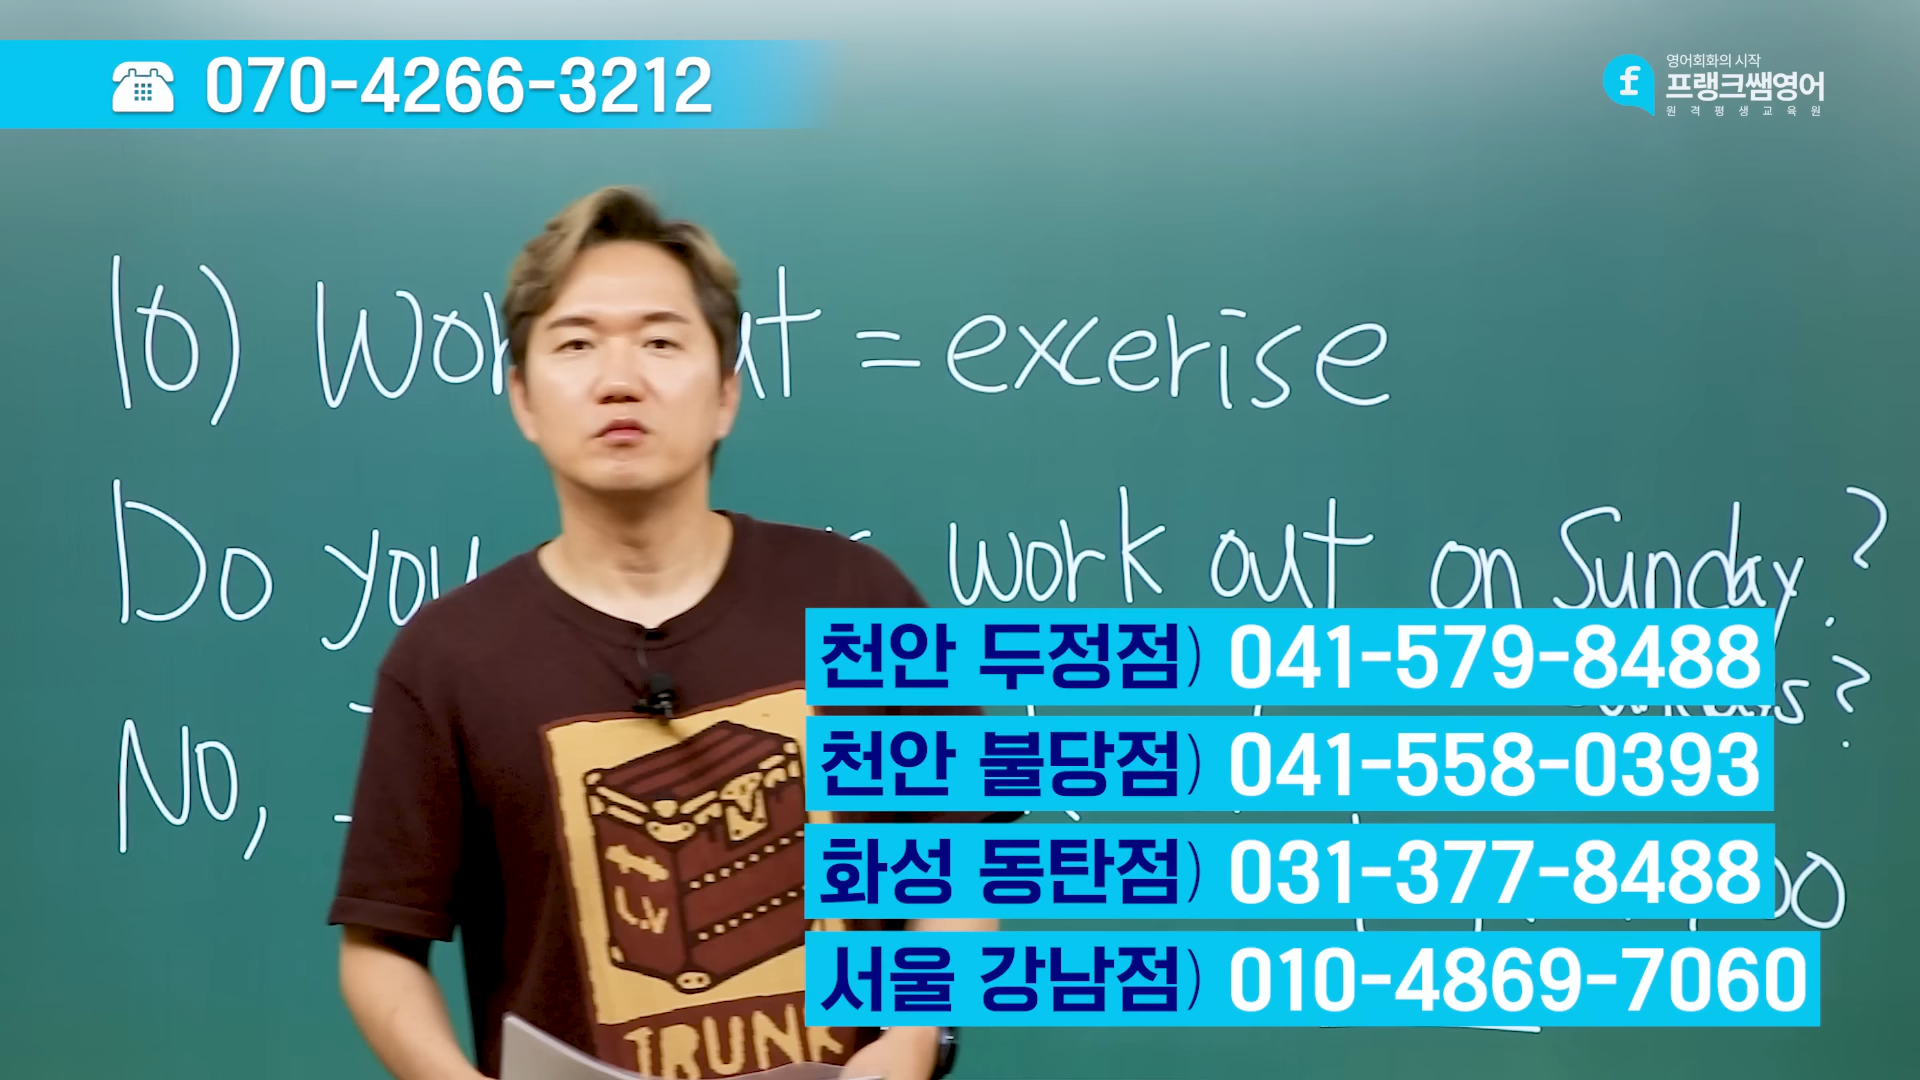 070-4266-3212
영어회화의 시작
프랭크쌤영어
원격평생교육원
10) = excerise
Do you work out on Sunday?
천안 두정점) 041-579-8488
천안 불당점) 041-558-0393
No,
화성 동탄점) 031-377-8488
서울 강남점) 010-4869-7060
LV
TRUNK